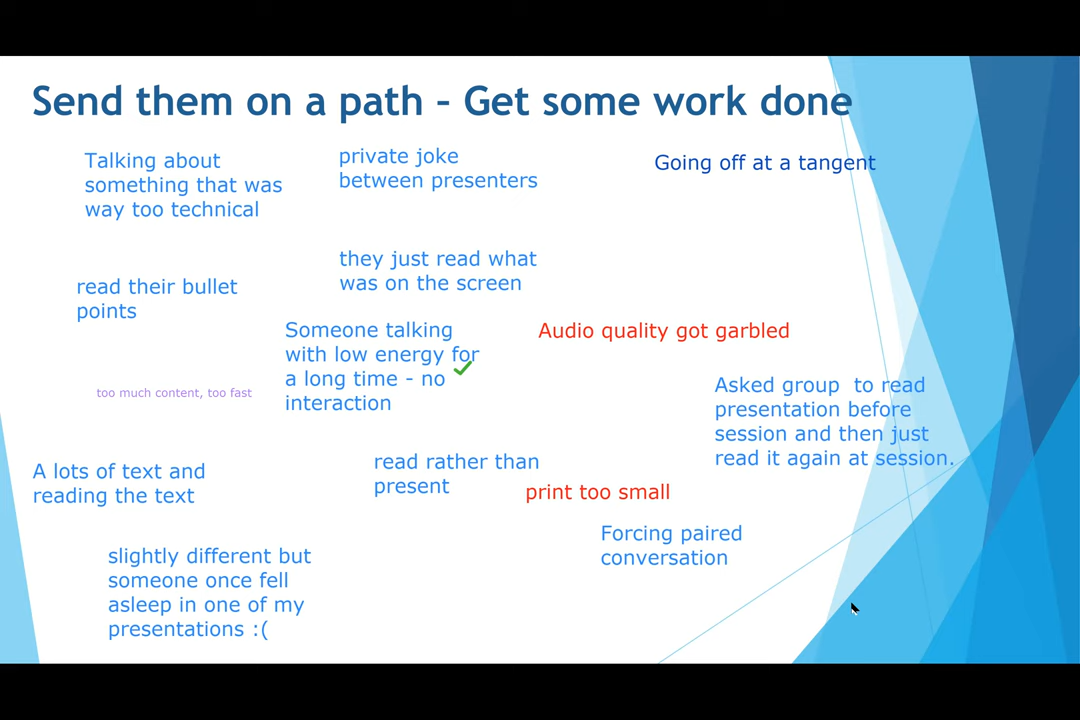 Send them on a path – Get some work done
Talking about
something that was
way too technical
private joke
between presenters
Going off at a tangent
they just read what
was on the screen
read their bullet
points
Someone talking
with low energy for
a long time - no
interaction
Audio quality got garbled
too much content, too fast
Asked group  to read
presentation before
session and then just
read it again at session.
A lots of text and
reading the text
read rather than
present
print too small
Forcing paired
conversation
slightly different but
someone once fell
asleep in one of my
presentations :(